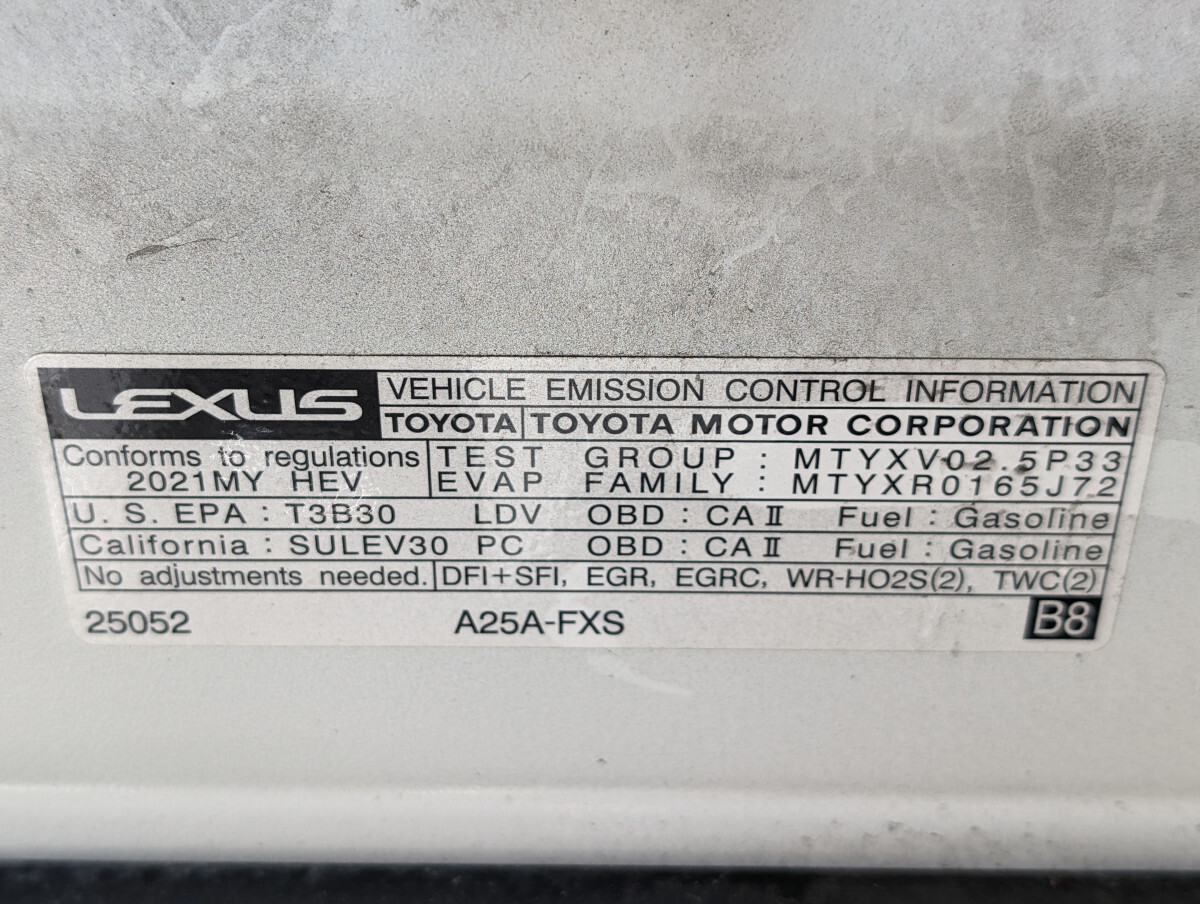 LEXUS VEHICLE EMISSION CONTROL INFORMATION
TOYOTA TOYOTA MOTOR CORPORATION
Conforms to regulations TEST GROUP : MTYXV02.5P33
2021MY HEV EVAP FAMILY : MTYXR0165J72
U. S. EPA : T3B30 LDV OBD : CA II Fuel : Gasoline
California : SULEV30 PC OBD : CA II Fuel : Gasoline
No adjustments needed. DFI+SFI, EGR, EGRC, WR-HO2S(2), TWC(2)
25052 A25A-FXS B8